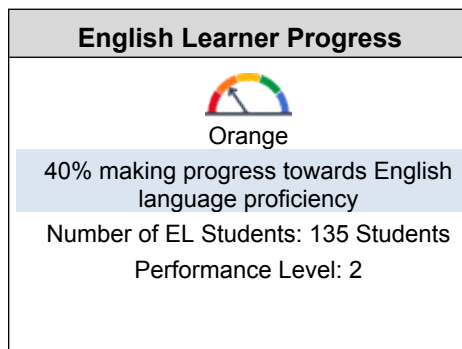 English Learner Progress
Orange
40% making progress towards English
language proficiency
Number of EL Students: 135 Students
Performance Level: 2